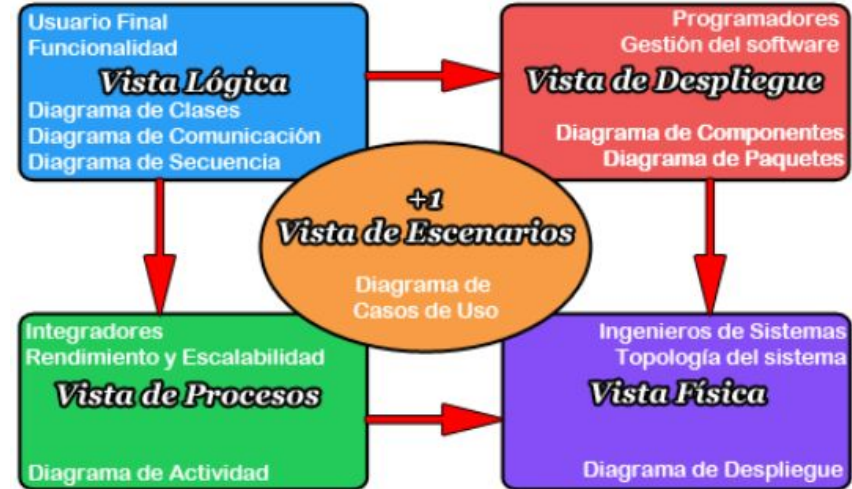 Usuario Final
Funcionalidad
Vista Lógica
Diagrama de Clases
Diagrama de Comunicación
Diagrama de Secuencia
Programadores
Gestión del software
Vista de Despliegue
Diagrama de Componentes
Diagrama de Paquetes
+1
Vista de Escenarios
Diagrama de
Casos de Uso
Integradores
Rendimiento y Escalabilidad
Vista de Procesos
Diagrama de Actividad
Ingenieros de Sistemas
Topología del sistema
Vista Física
Diagrama de Despliegue